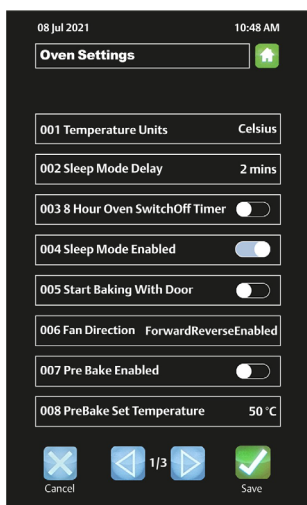 08 Jul 2021 10:48 AM
Oven Settings
001 Temperature Units Celsius
002 Sleep Mode Delay 2 mins
003 8 Hour Oven SwitchOff Timer
004 Sleep Mode Enabled
005 Start Baking With Door
006 Fan Direction ForwardReverseEnabled
007 Pre Bake Enabled
008 PreBake Set Temperature 50 °C
1/3
Cancel Save